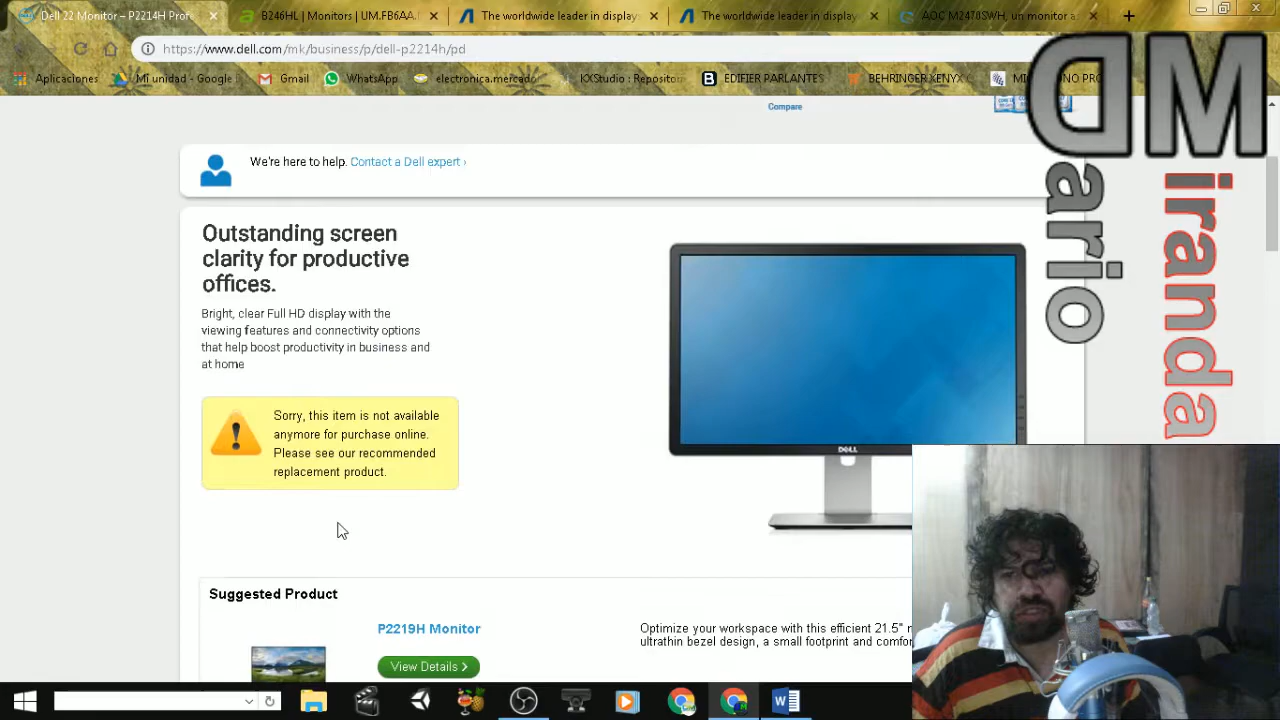 Dell 22 Monitor – P2214H Profe
B246HL | Monitors | UM.FB6AA.
The worldwide leader in display
The worldwide leader in display
AOC M2470SWH, un monitor a
https://www.dell.com/mk/business/p/dell-p2214h/pd
Aplicaciones
Mi unidad - Google
Gmail
WhatsApp
electronica.mercado
KXStudio : Reposito
EDIFIER PARLANTES
BEHRINGER XENYX
Compare
We're here to help. Contact a Dell expert ›
Outstanding screen
clarity for productive
offices.
Bright, clear Full HD display with the
viewing features and connectivity options
that help boost productivity in business and
at home
Sorry, this item is not available
anymore for purchase online.
Please see our recommended
replacement product.
DELL
Suggested Product
P2219H Monitor
View Details
Optimize your workspace with this efficient 21.5"
ultrathin bezel design, a small footprint and comfor
Dario
Miranda